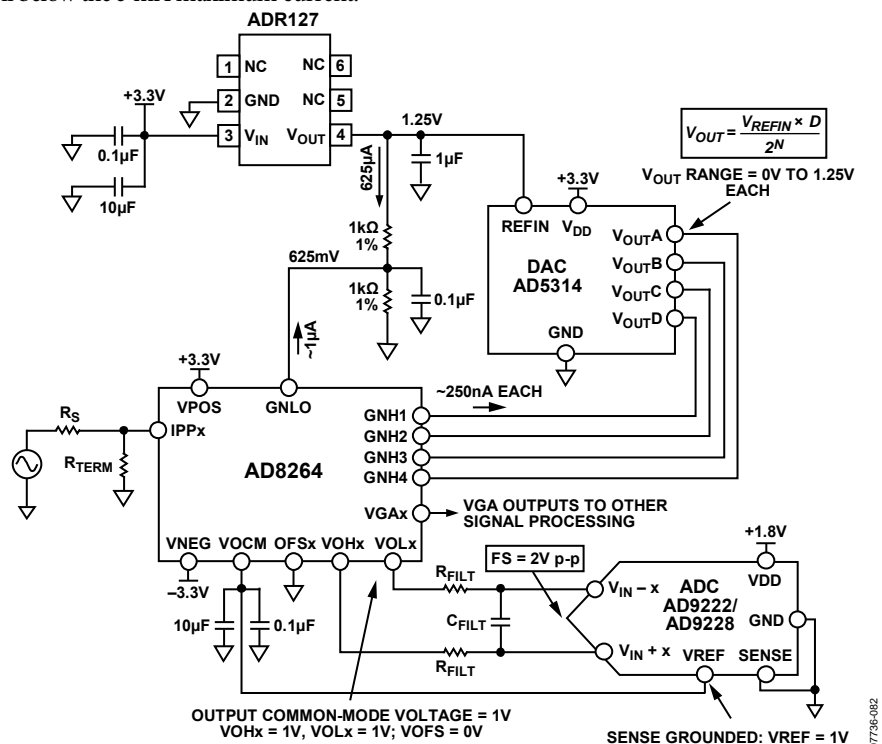 ADR127
1 NC
NC 6
2 GND
NC 5
3 VIN
VOUT 4
+3.3V
0.1µF
10µF
1.25V
625µA
1µF
1kΩ
1%
625mV
1kΩ
1%
0.1µF
~1µA
VOUT = VREFIN × D
2N
VOUT RANGE = 0V TO 1.25V
EACH
+3.3V
REFIN
VDD
DAC
AD5314
VOUTA
VOUTB
VOUTC
VOUTD
GND
+3.3V
VPOS
GNLO
~250nA EACH
RS
IPPx
RTERM
AD8264
GNH1
GNH2
GNH3
GNH4
VGAx
VGA OUTPUTS TO OTHER
SIGNAL PROCESSING
VNEG
VOCM
OFSx
VOHx
VOLx
–3.3V
10µF
0.1µF
RFILT
CFILT
RFILT
FS = 2V p-p
+1.8V
VDD
VIN – x
ADC
AD9222/
AD9228
GND
VIN + x
VREF
SENSE
OUTPUT COMMON-MODE VOLTAGE = 1V
VOHx = 1V, VOLx = 1V; VOFS = 0V
SENSE GROUNDED: VREF = 1V